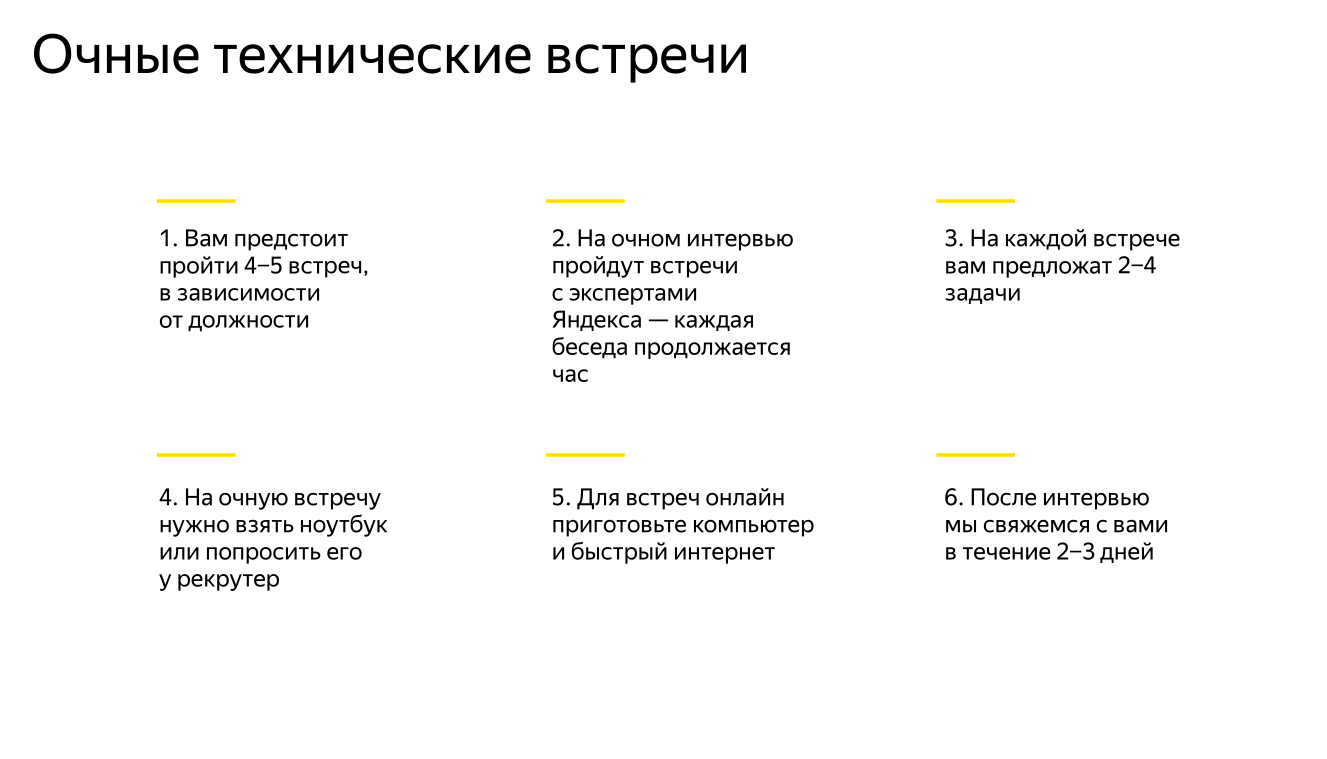 Очные технические встречи
1. Вам предстоит
пройти 4–5 встреч,
в зависимости
от должности
2. На очном интервью
пройдут встречи
с экспертами
Яндекса — каждая
беседа продолжается
час
3. На каждой встрече
вам предложат 2–4
задачи
4. На очную встречу
нужно взять ноутбук
или попросить его
у рекрутер
5. Для встреч онлайн
приготовьте компьютер
и быстрый интернет
6. После интервью
мы свяжемся с вами
в течение 2–3 дней